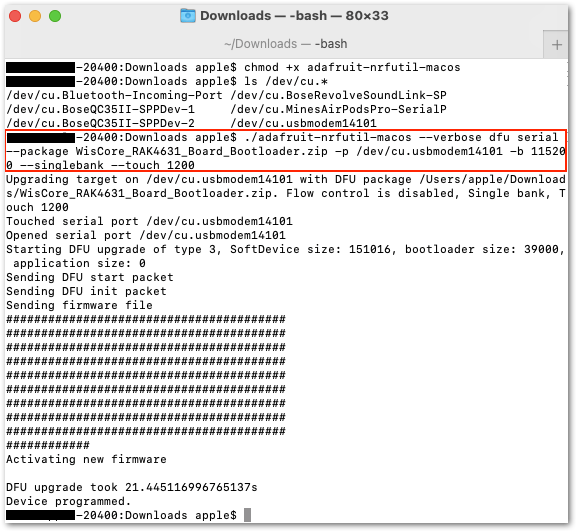 Downloads — -bash — 80×33
~/Downloads — -bash
+
-20400:Downloads apple$ chmod +x adafruit-nrfutil-macos
-20400:Downloads apple$ ls /dev/cu.*
/dev/cu.Bluetooth-Incoming-Port /dev/cu.BoseRevolveSoundLink-SP
/dev/cu.BoseQC35II-SPPDev-1 /dev/cu.MinesAirPodsPro-SerialP
/dev/cu.BoseQC35II-SPPDev-2 /dev/cu.usbmodem14101
-20400:Downloads apple$ ./adafruit-nrfutil-macos --verbose dfu serial
--package WisCore_RAK4631_Board_Bootloader.zip -p /dev/cu.usbmodem14101 -b 11520
0 --singlebank --touch 1200
Upgrading target on /dev/cu.usbmodem14101 with DFU package /Users/apple/Download
s/WisCore_RAK4631_Board_Bootloader.zip. Flow control is disabled, Single bank, T
ouch 1200
Touched serial port /dev/cu.usbmodem14101
Opened serial port /dev/cu.usbmodem14101
Starting DFU upgrade of type 3, SoftDevice size: 151016, bootloader size: 39000,
application size: 0
Sending DFU start packet
Sending DFU init packet
Sending firmware file
########################################
########################################
########################################
########################################
########################################
########################################
########################################
########################################
########################################
############
Activating new firmware
DFU upgrade took 21.445116996765137s
Device programmed.
-20400:Downloads apple$